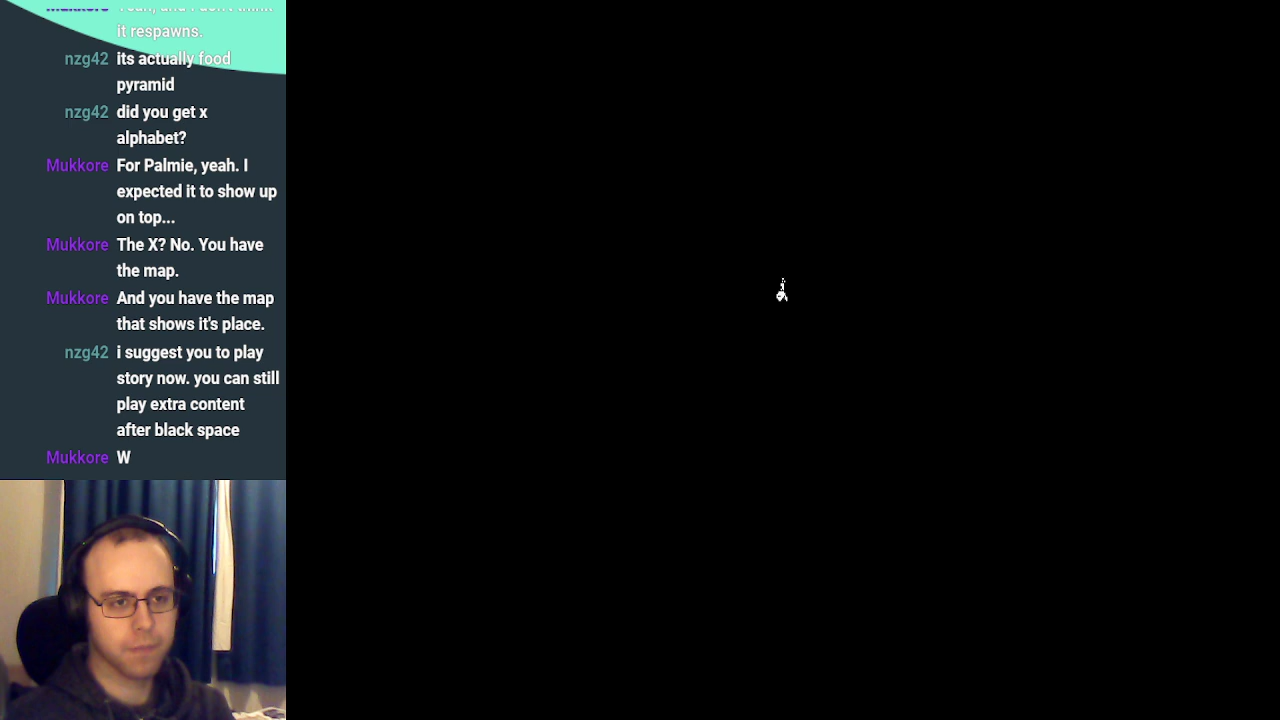 it respawns.
nzg42 its actually food
pyramid
nzg42 did you get x
alphabet?
Mukkore For Palmie, yeah. I
expected it to show up
on top...
Mukkore The X? No. You have
the map.
Mukkore And you have the map
that shows it's place.
nzg42 i suggest you to play
story now. you can still
play extra content
after black space
Mukkore W